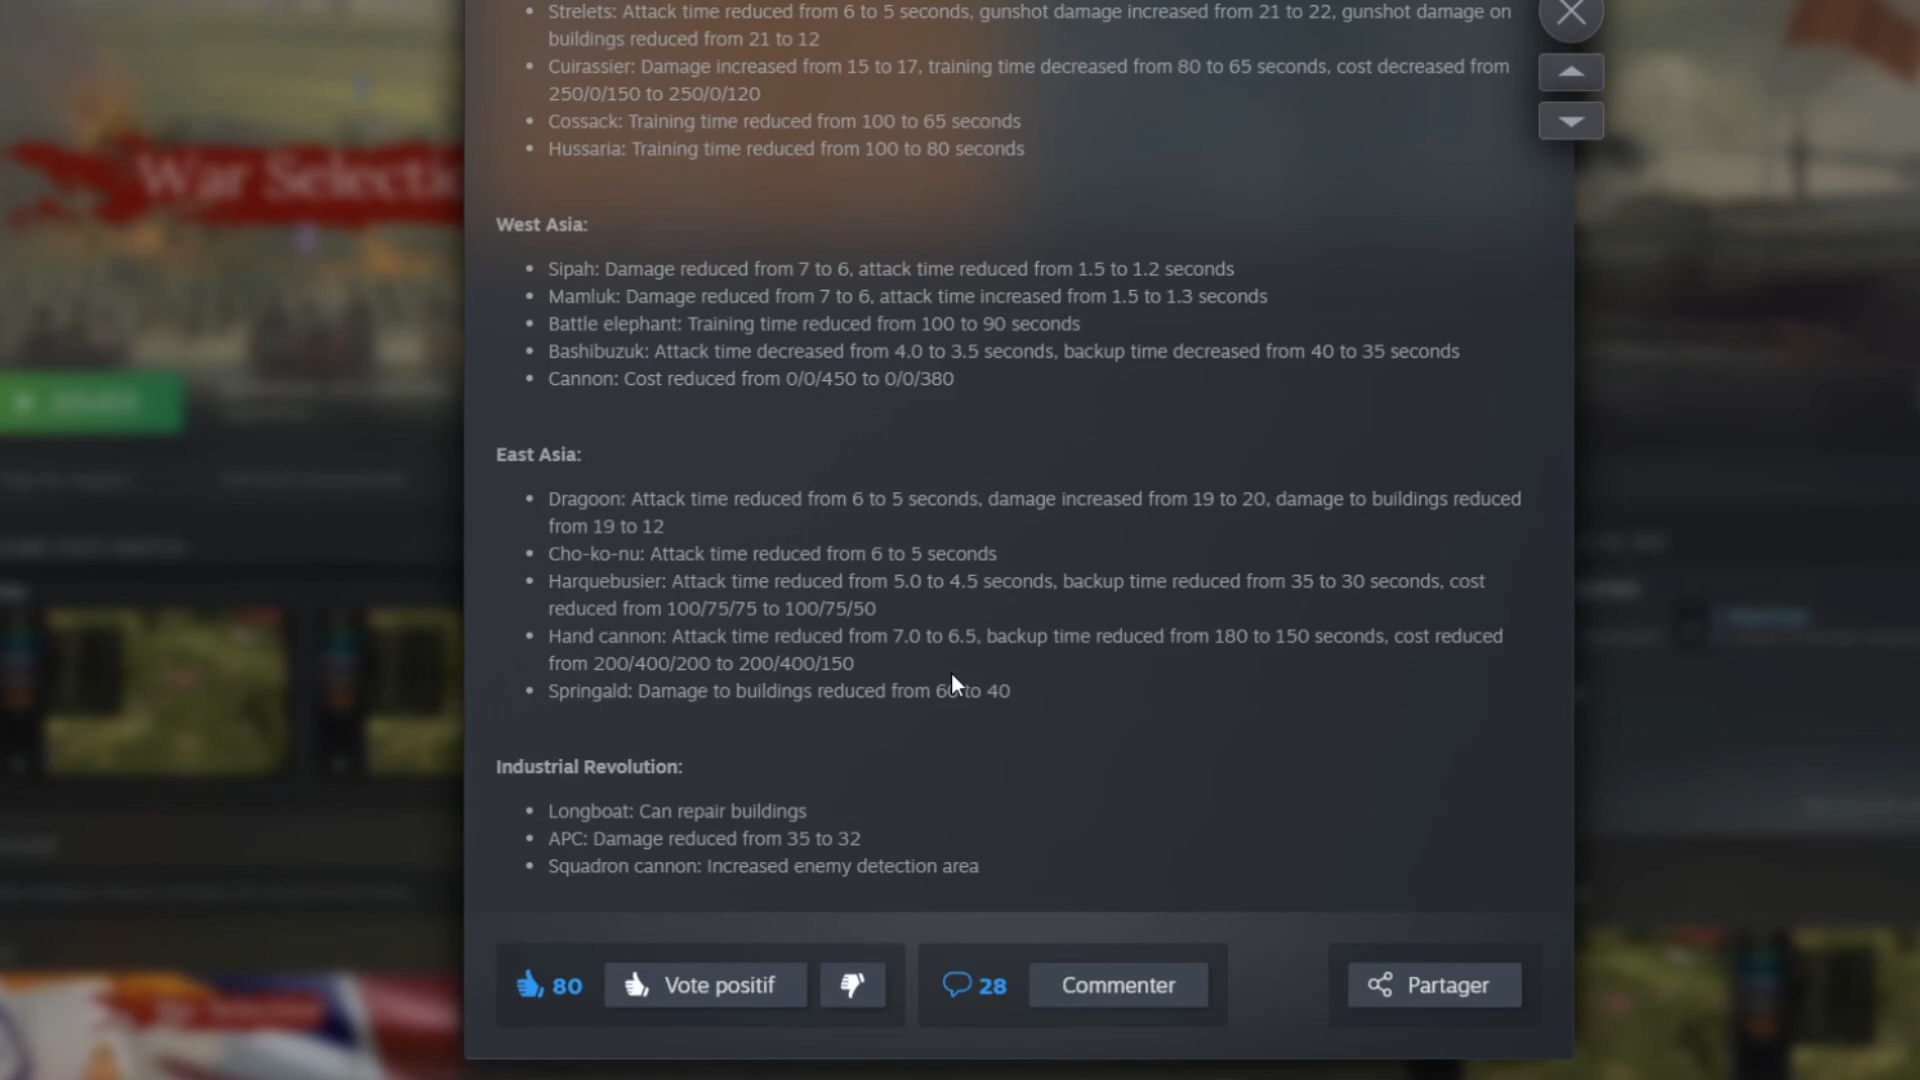 Strelets: Attack time reduced from 6 to 5 seconds, gunshot damage increased from 21 to 22, gunshot damage on
buildings reduced from 21 to 12
Cuirassier: Damage increased from 15 to 17, training time decreased from 80 to 65 seconds, cost decreased from
250/0/150 to 250/0/120
Cossack: Training time reduced from 100 to 65 seconds
Hussaria: Training time reduced from 100 to 80 seconds
War Selectio
West Asia:
Sipah: Damage reduced from 7 to 6, attack time reduced from 1.5 to 1.2 seconds
Mamluk: Damage reduced from 7 to 6, attack time increased from 1.5 to 1.3 seconds
Battle elephant: Training time reduced from 100 to 90 seconds
Bashibuzuk: Attack time decreased from 4.0 to 3.5 seconds, backup time decreased from 40 to 35 seconds
Cannon: Cost reduced from 0/0/450 to 0/0/380
East Asia:
Dragoon: Attack time reduced from 6 to 5 seconds, damage increased from 19 to 20, damage to buildings reduced
from 19 to 12
Cho-ko-nu: Attack time reduced from 6 to 5 seconds
Harquebusier: Attack time reduced from 5.0 to 4.5 seconds, backup time reduced from 35 to 30 seconds, cost
reduced from 100/75/75 to 100/75/50
Hand cannon: Attack time reduced from 7.0 to 6.5, backup time reduced from 180 to 150 seconds, cost reduced
from 200/400/200 to 200/400/150
Springald: Damage to buildings reduced from 60 to 40
Industrial Revolution:
Longboat: Can repair buildings
APC: Damage reduced from 35 to 32
Squadron cannon: Increased enemy detection area
80 Vote positif 28 Commenter Partager